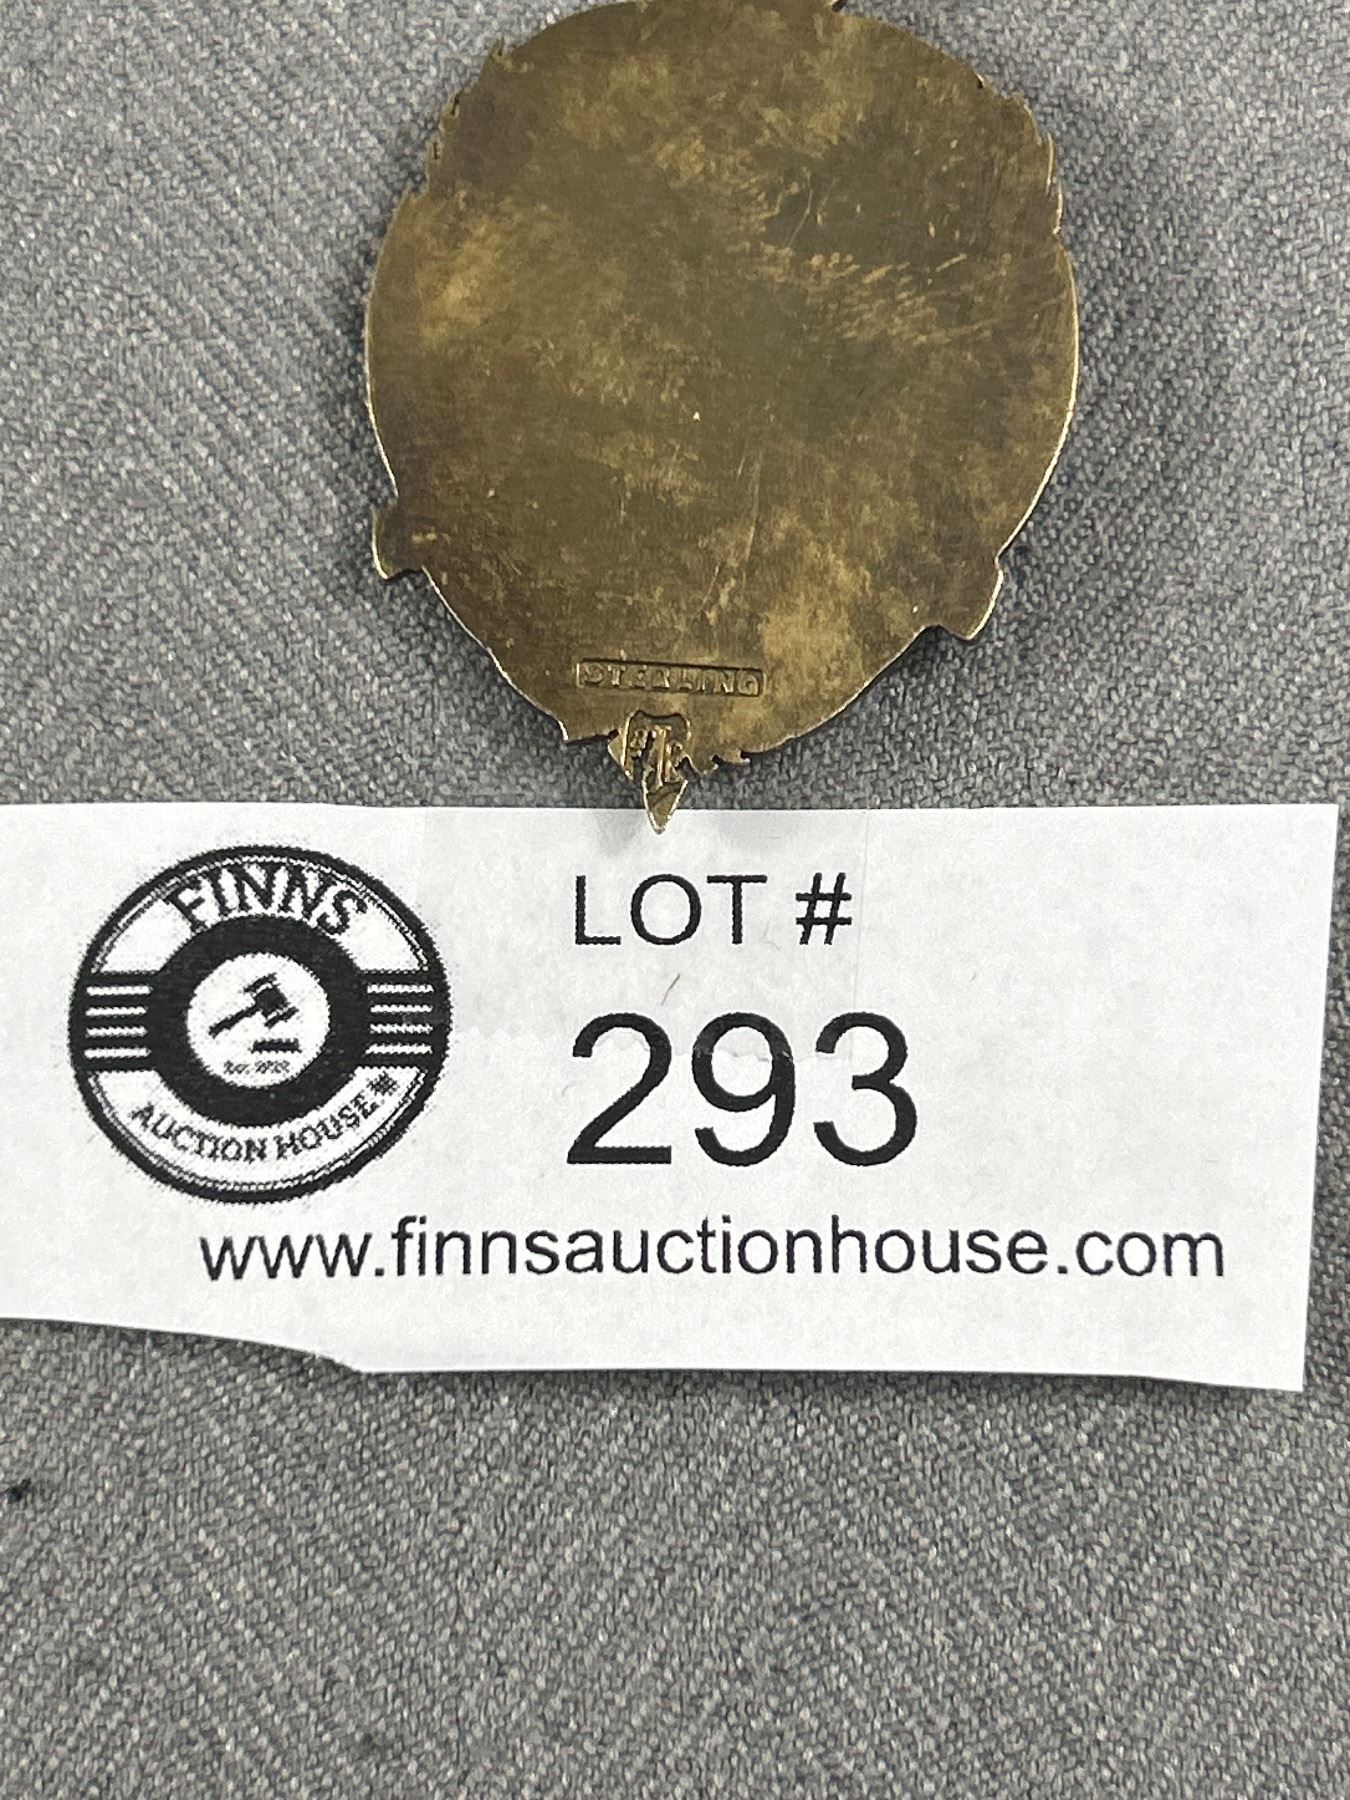 STERLING
FINNS
LOT #
293
AUCTION HOUSE
www.finnsauctionhouse.com